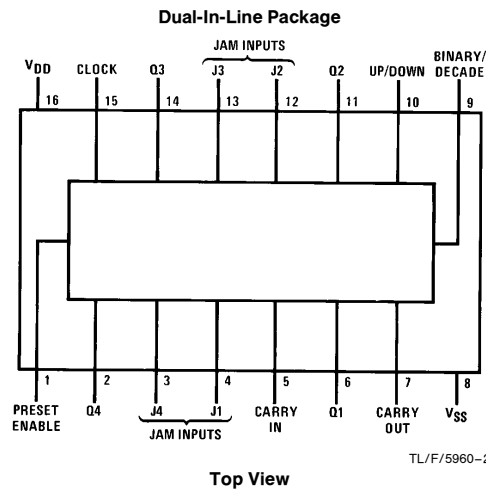 Dual-In-Line Package
JAM INPUTS
BINARY/
DECADE
VDD CLOCK Q3 J3 J2 Q2 UP/DOWN
16 15 14 13 12 11 10 9
1 2 3 4 5 6 7 8
PRESET
ENABLE
Q4 J4 J1 CARRY
IN
Q1 CARRY
OUT
VSS
JAM INPUTS
TL/F/5960–2
Top View